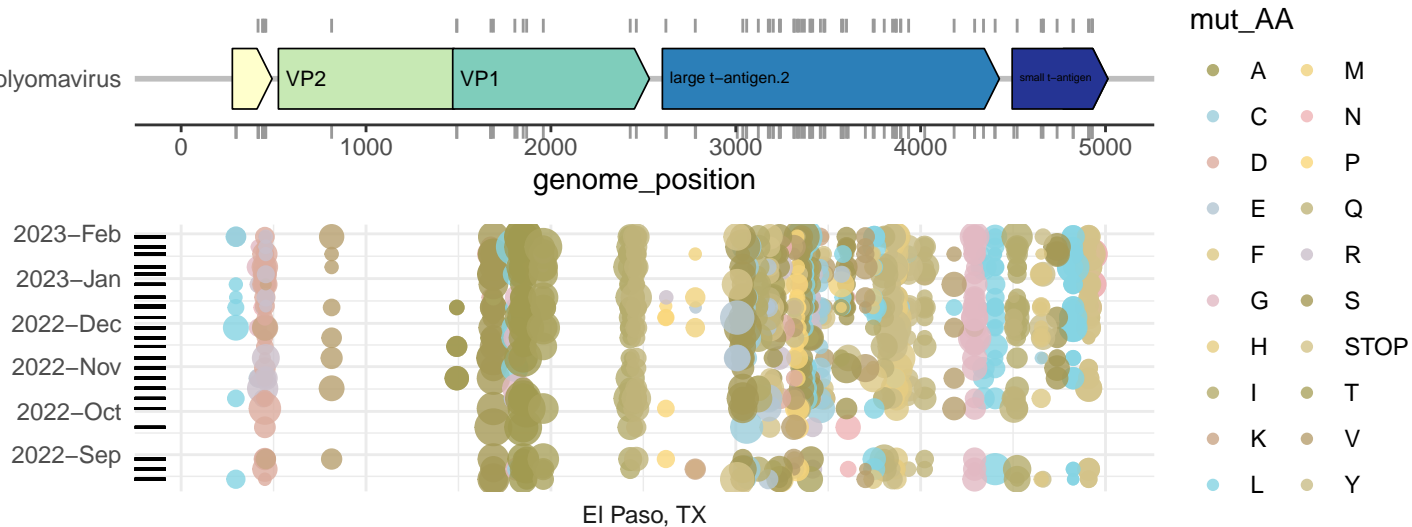 mut_AA
olyomavirus
VP2
VP1
large t-antigen.2
small t-antigen
0
1000
2000
3000
4000
5000
genome_position
A
C
D
E
F
G
H
I
K
L
M
N
P
Q
R
S
STOP
T
V
Y
2023−Feb
2023−Jan
2022−Dec
2022−Nov
2022−Oct
2022−Sep
El Paso, TX